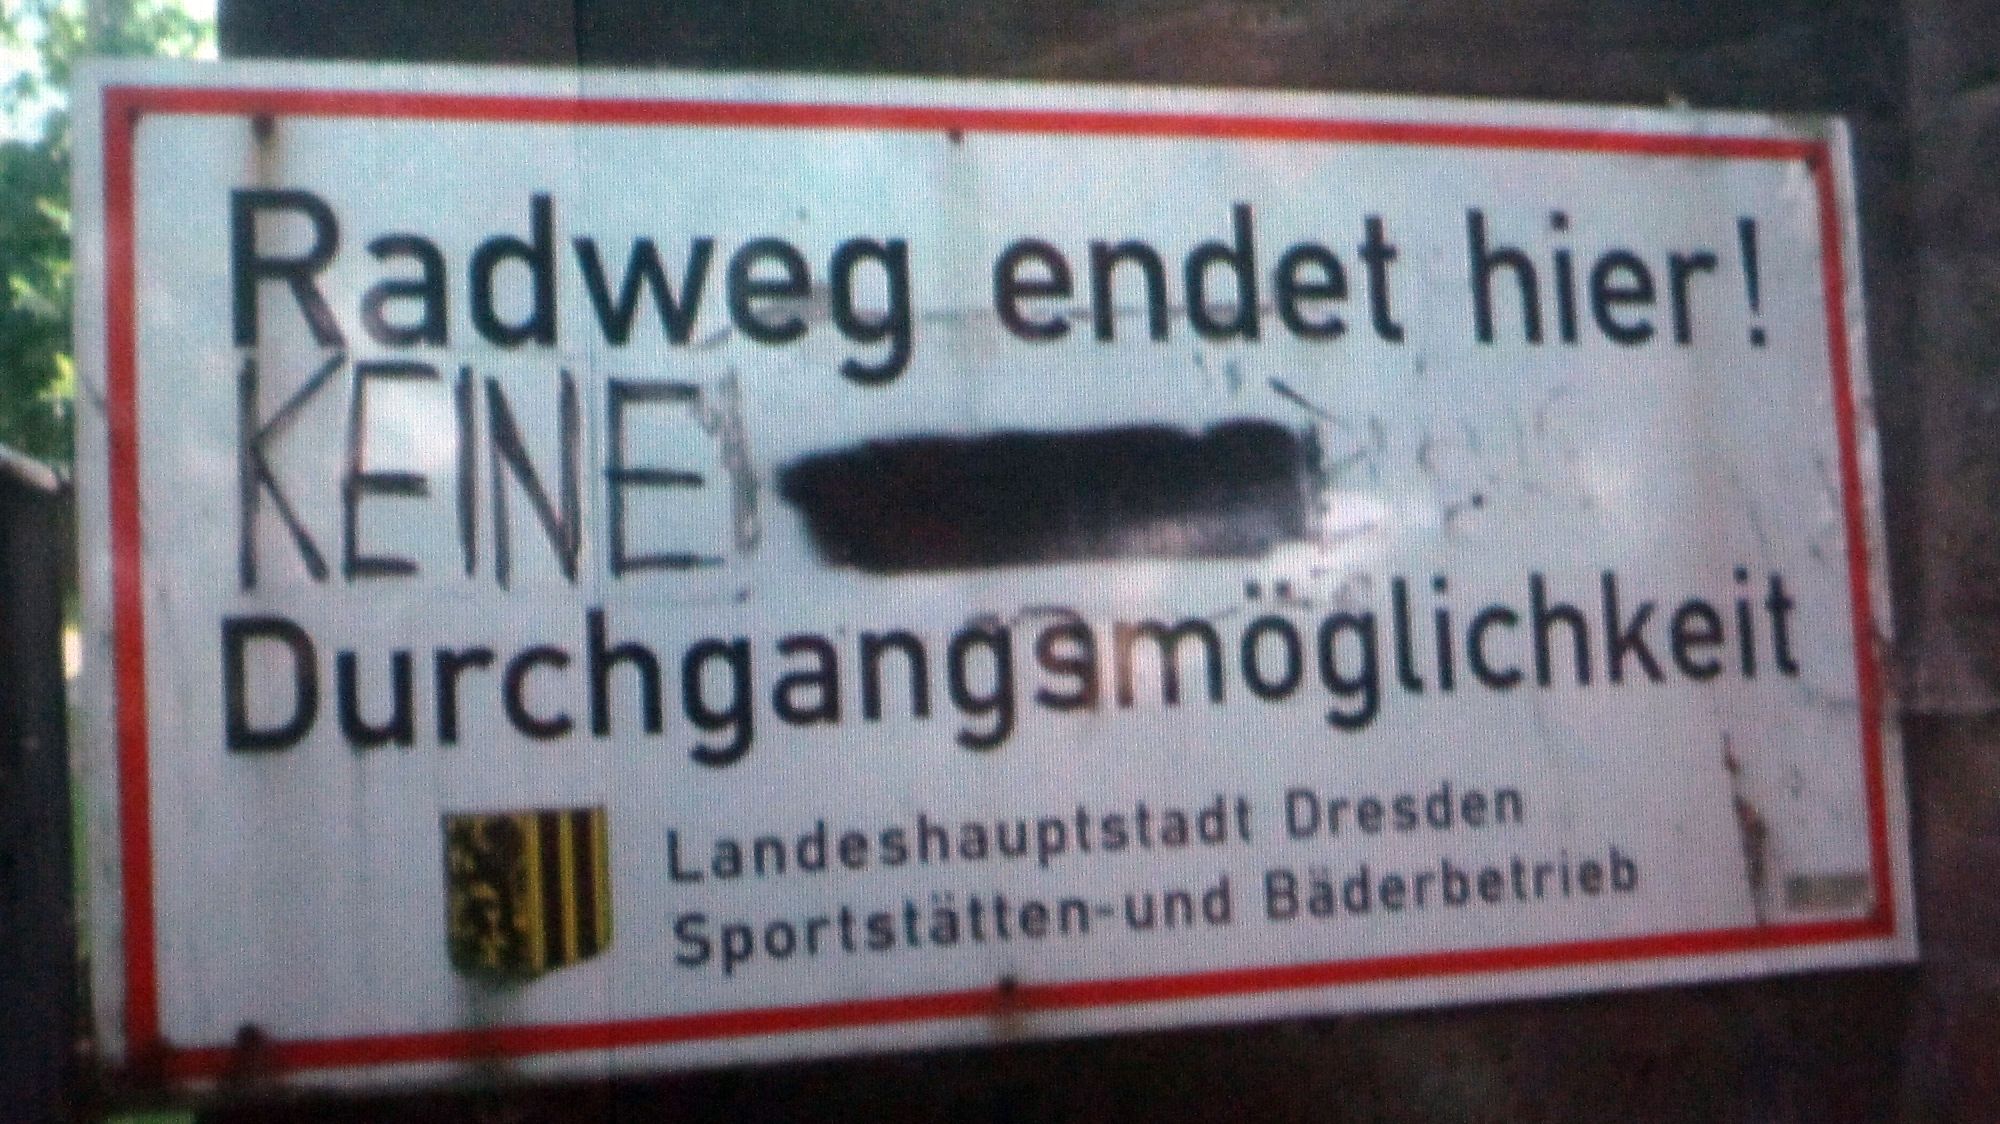 Radweg endet hier!
KEINE
Durchgangsmöglichkeit
Landeshauptstadt Dresden
Sportstätten-und Bäderbetrieb